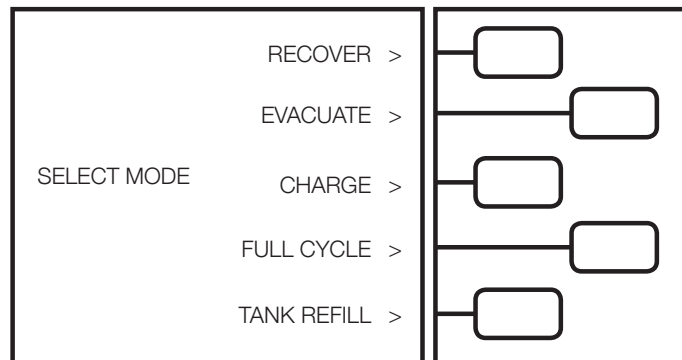 RECOVER >
EVACUATE >
SELECT MODE
CHARGE >
FULL CYCLE >
TANK REFILL >